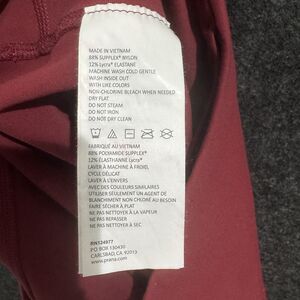 MADE IN VIETNAM
88% SUPPLEX® NYLON
12% Lycra® ELASTANE
MACHINE WASH COLD GENTLE
WASH INSIDE OUT
WITH LIKE COLORS
NON-CHLORINE BLEACH WHEN NEEDED
DRY FLAT
DO NOT STEAM
DO NOT IRON
DO NOT DRY CLEAN
FABRIQUÉ AU VIETNAM
88% POLYAMIDE SUPPLEX®
12% ÉLASTHANNE Lycra®
LAVER À LA MACHINE À FROID,
CYCLE DÉLICAT
LAVER À L'ENVERS
AVEC DES COULEURS SIMILAIRES
UTILISER SEULEMENT UN AGENT DE
BLANCHIMENT NON CHLORÉ AU BESOIN
FAIRE SÉCHER À PLAT
NE PAS NETTOYER À LA VAPEUR
NE PAS REPASSER
NE PAS NETTOYER À SEC
RN124977
PO BOX 130430
CARLSBAD, CA 92013
www.prana.com